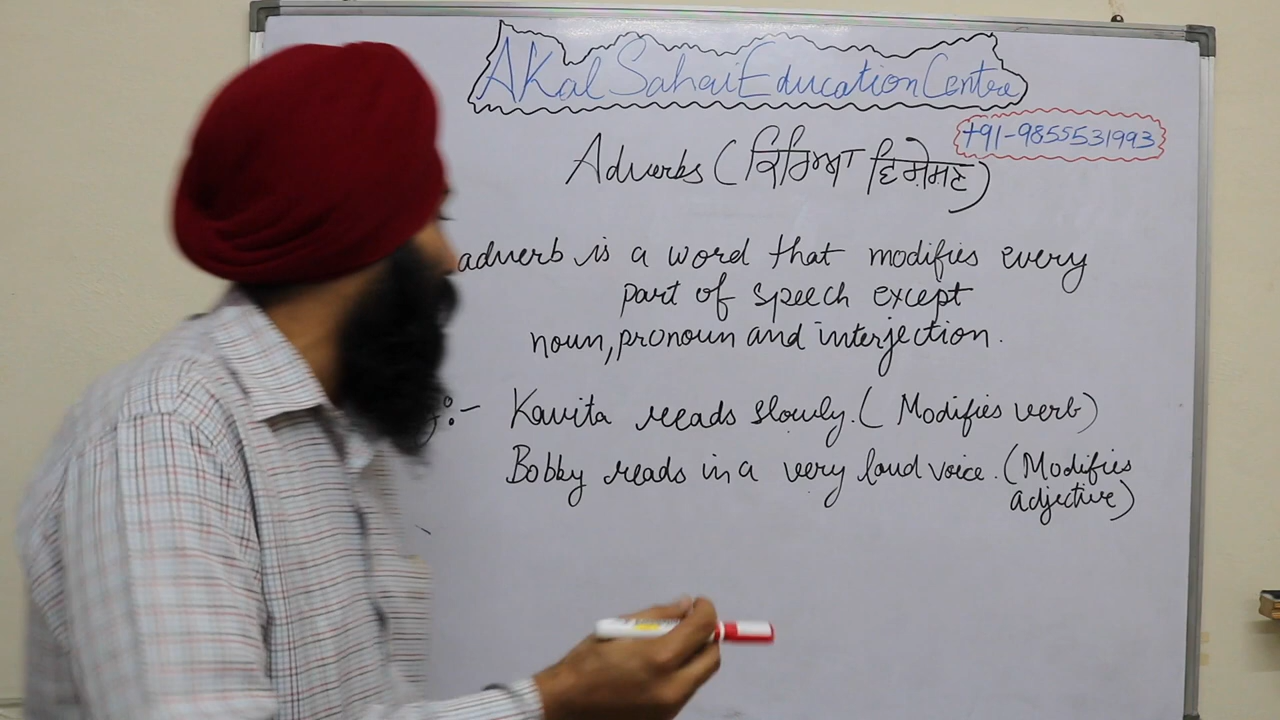 AKal Sahai Education Centre
+91-9855531993
Adverbs (ਕਿਰਿਆ ਵਿਸ਼ੇਸਣ)
adverb is a word that modifies every
part of speech except
noun, pronoun and interjection.
:- Kavita reads slowly. (Modifies verb)
Bobby reads in a very loud voice. (Modifies
adjective)